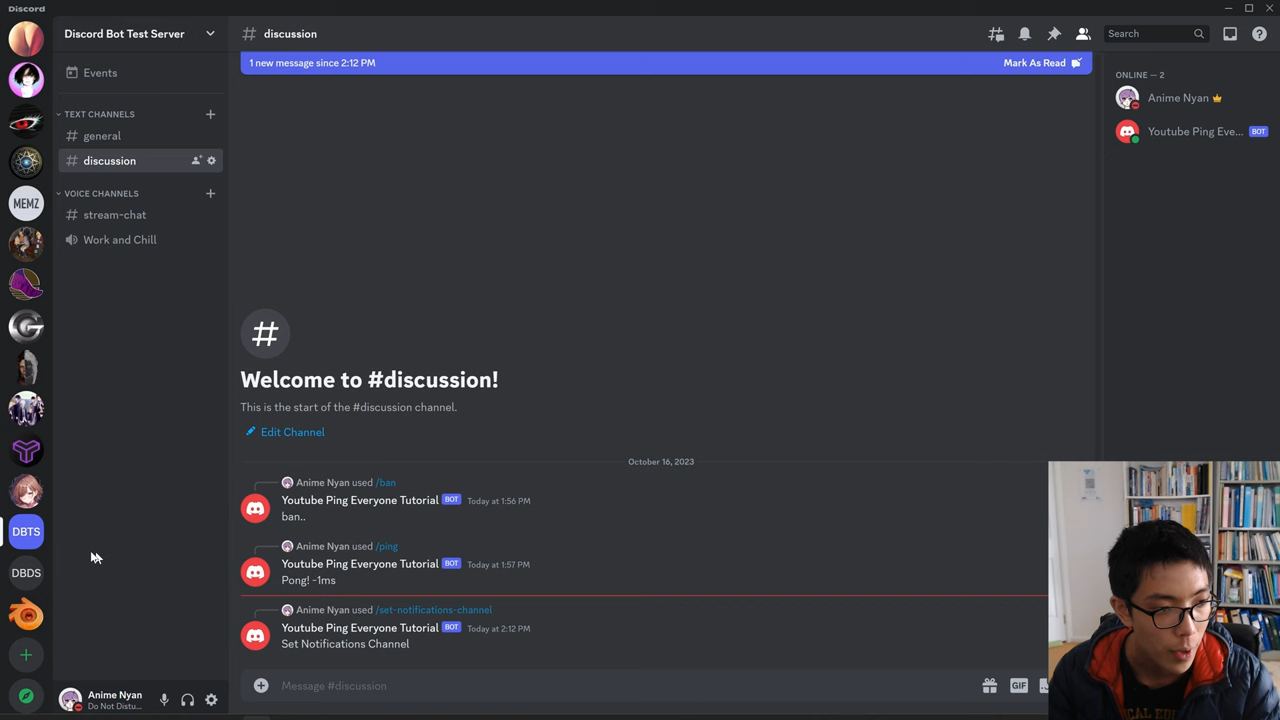 Discord
Discord Bot Test Server
discussion
Search
1 new message since 2:12 PM
Mark As Read
Events
TEXT CHANNELS
general
discussion
VOICE CHANNELS
stream-chat
Work and Chill
MEMZ
DBTS
DBDS
Welcome to #discussion!
This is the start of the #discussion channel.
Edit Channel
October 16, 2023
Anime Nyan used /ban
Youtube Ping Everyone Tutorial BOT Today at 1:56 PM
ban..
Anime Nyan used /ping
Youtube Ping Everyone Tutorial BOT Today at 1:57 PM
Pong! -1ms
Anime Nyan used /set-notifications-channel
Youtube Ping Everyone Tutorial BOT Today at 2:12 PM
Set Notifications Channel
Message #discussion
GIF
Anime Nyan
Do Not Distu...
ONLINE — 2
Anime Nyan
Youtube Ping Eve... BOT